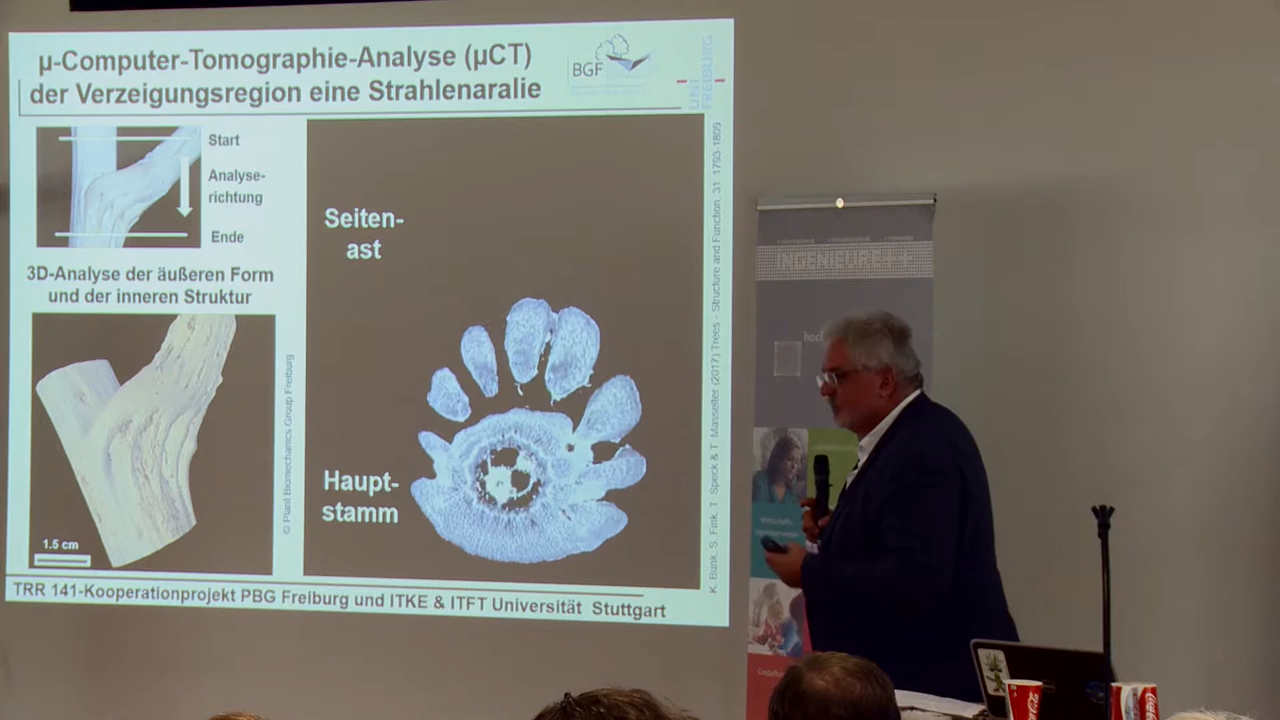 µ-Computer-Tomographie-Analyse (µCT)
der Verzeigungsregion eine Strahlenaralie
BGF
UNI
FREIBURG
Start
Analyse-
richtung
Ende
3D-Analyse der äußeren Form
und der inneren Struktur
1.5 cm
© Plant Biomechanics Group Freiburg
Seiten-
ast
Haupt-
stamm
K. Bunk, S. Fink, T. Speck & T. Masselter (2017) Trees - Structure and Function, 31: 1793-1809
TRR 141-Kooperationprojekt PBG Freiburg und ITKE & ITFT Universität Stuttgart
hoch